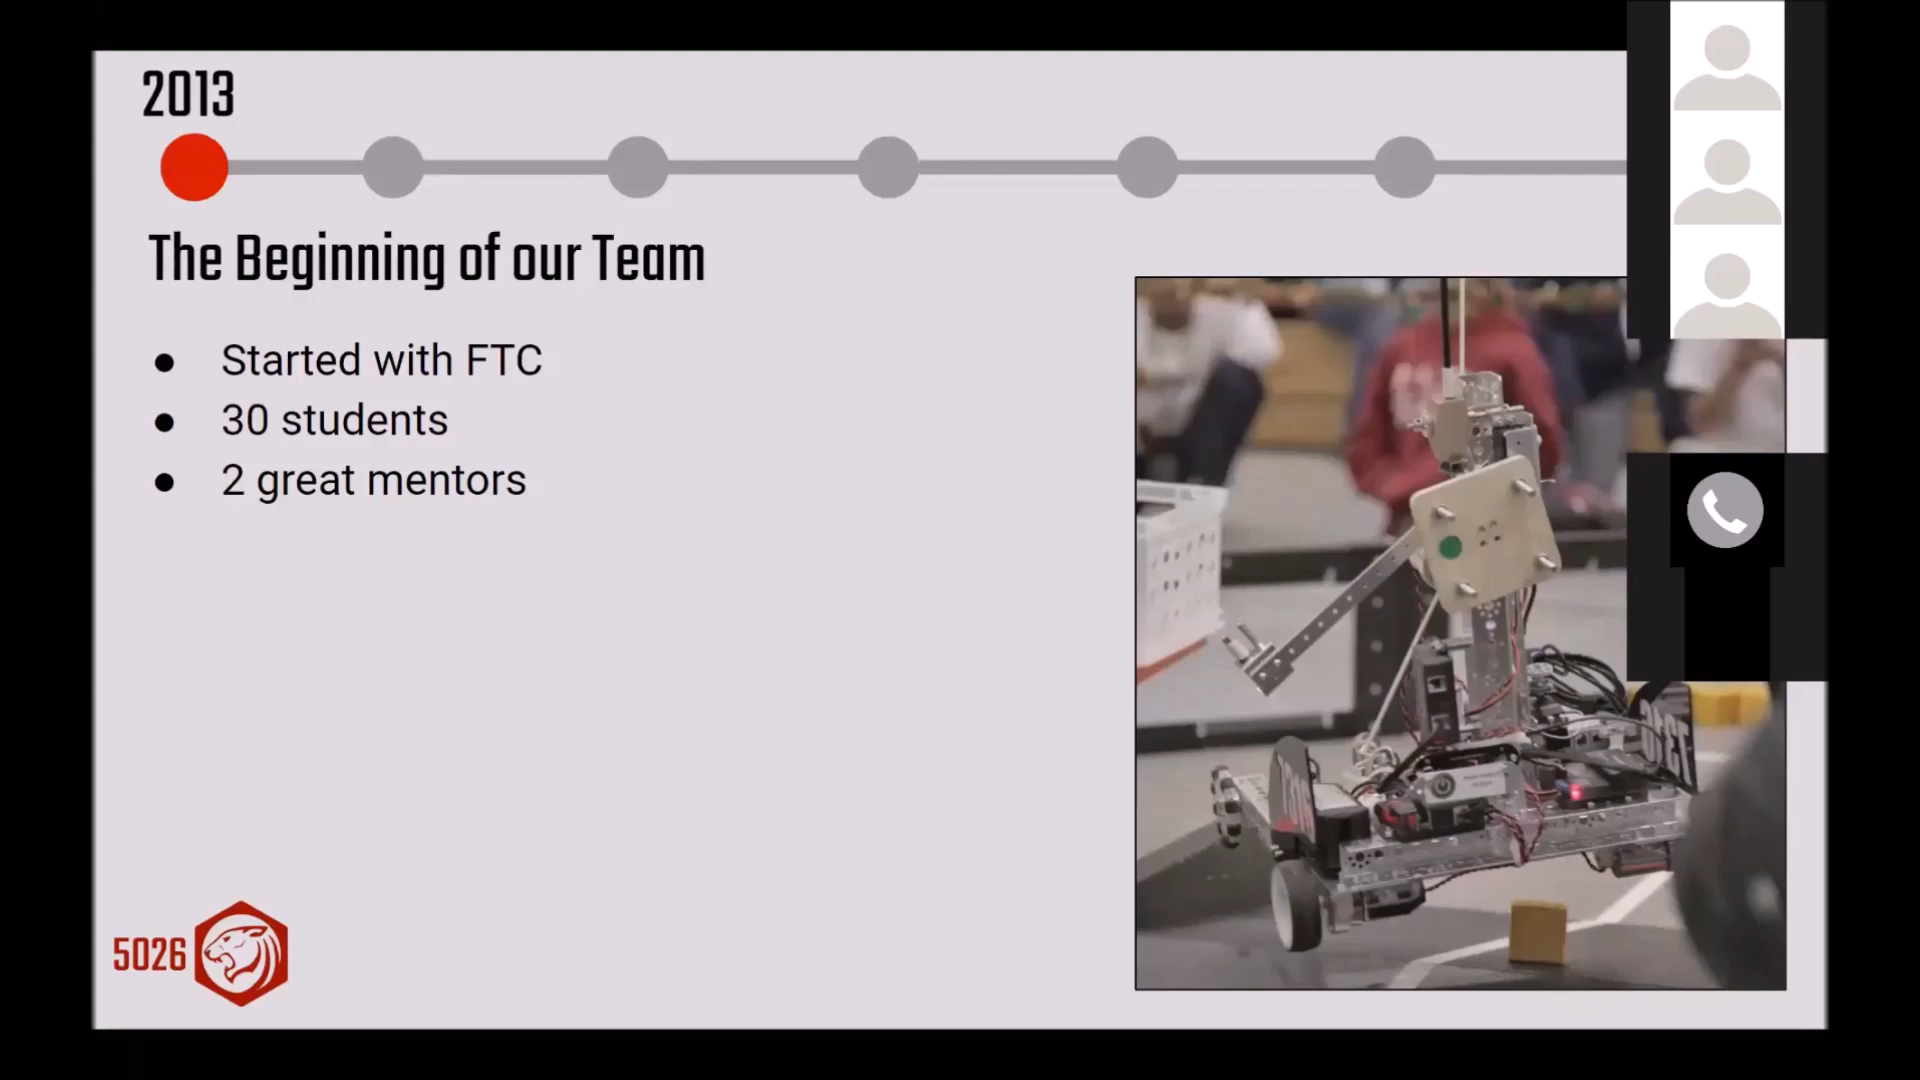 2013
The Beginning of our Team
● Started with FTC
● 30 students
● 2 great mentors
5026